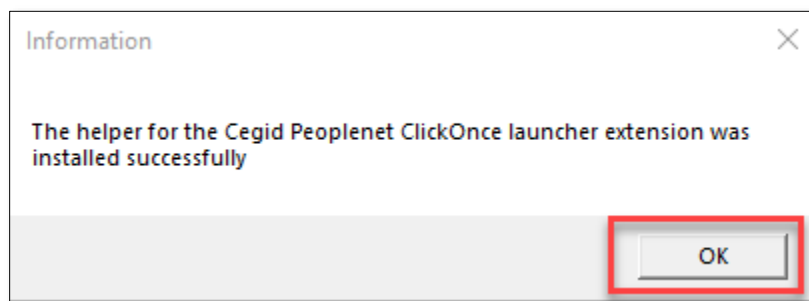 Information
The helper for the Cegid Peoplenet ClickOnce launcher extension was
installed successfully
OK